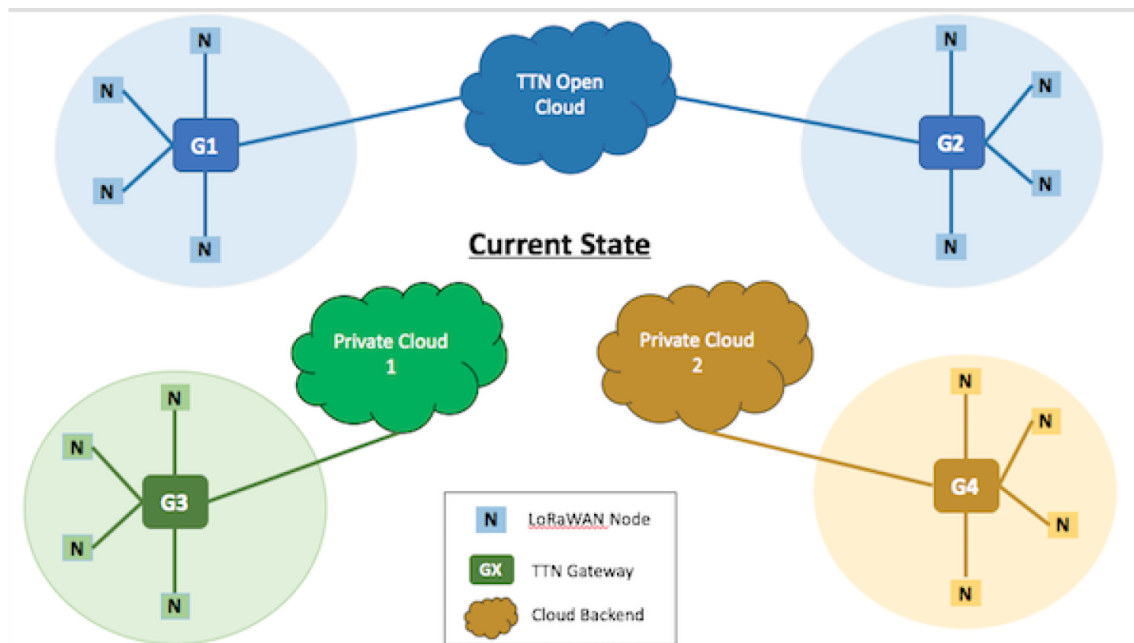 N
N
TTN Open
Cloud
N
N
G1
G2
N
N
N
N
Current State
Private Cloud
1
Private Cloud
2
N
N
N
N
G3
G4
N
N
N
N
N LoRaWAN Node
GX TTN Gateway
Cloud Backend